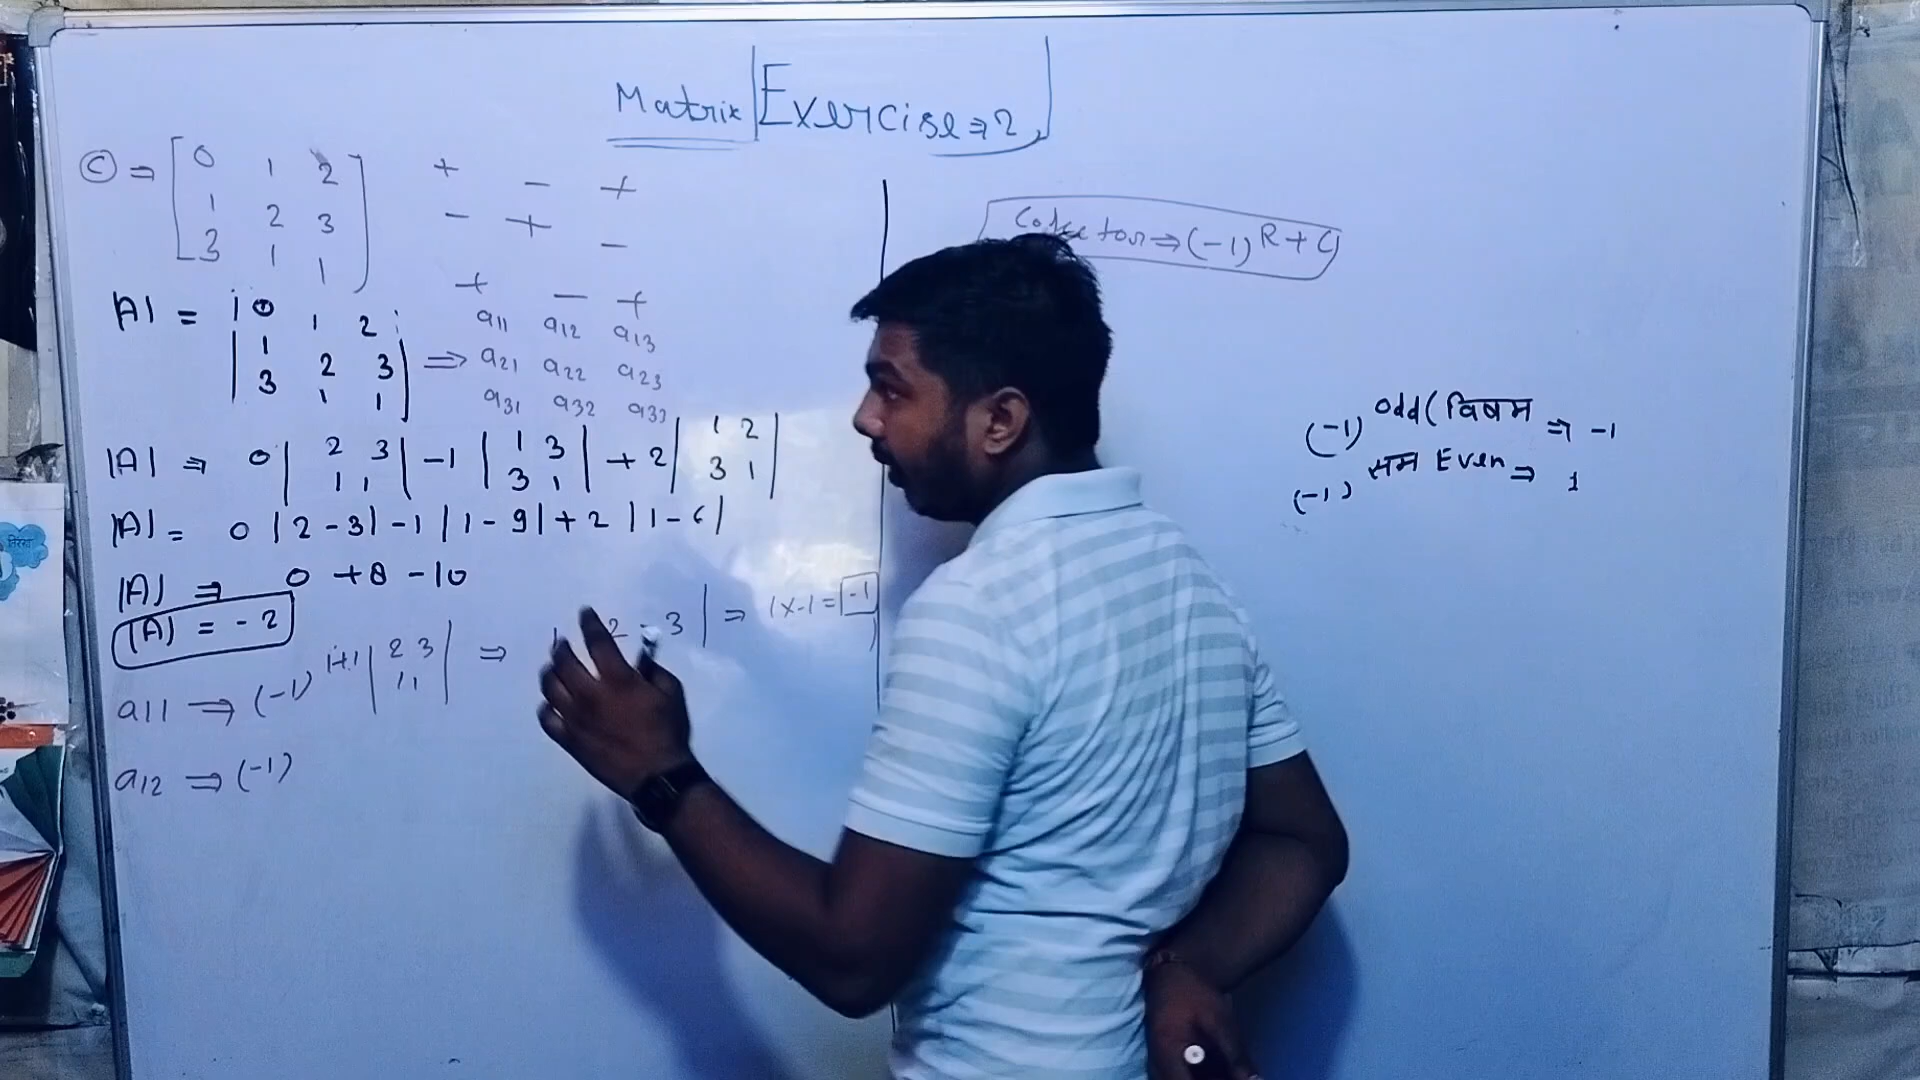 Matrix Exercise ⇒ 2
Ⓒ ⇒ [ 0 1 2
1 2 3
3 1 1 ]
+ − +
− + −
+ − +
|A| = | 0 1 2
1 2 3
3 1 1 | ⇒
a11 a12 a13
a21 a22 a23
a31 a32 a33
|A| ⇒ 0 | 2 3 | − 1 | 1 3 | + 2 | 1 2 |
1 1 3 1 3 1
|A| = 0 | 2 − 3 | − 1 | 1 − 9 | + 2 | 1 − 6 |
|A| ⇒ 0 + 8 − 10
|A| = − 2
a11 ⇒ (−1) 1+1 | 2 3 | ⇒ 2 − 3 | ⇒ 1×−1 = −1
1 1
a12 ⇒ (−1)
⇒ (−1) R + C
(−1) odd ( विषम ⇒ −1
(−1) सम Even ⇒ 1